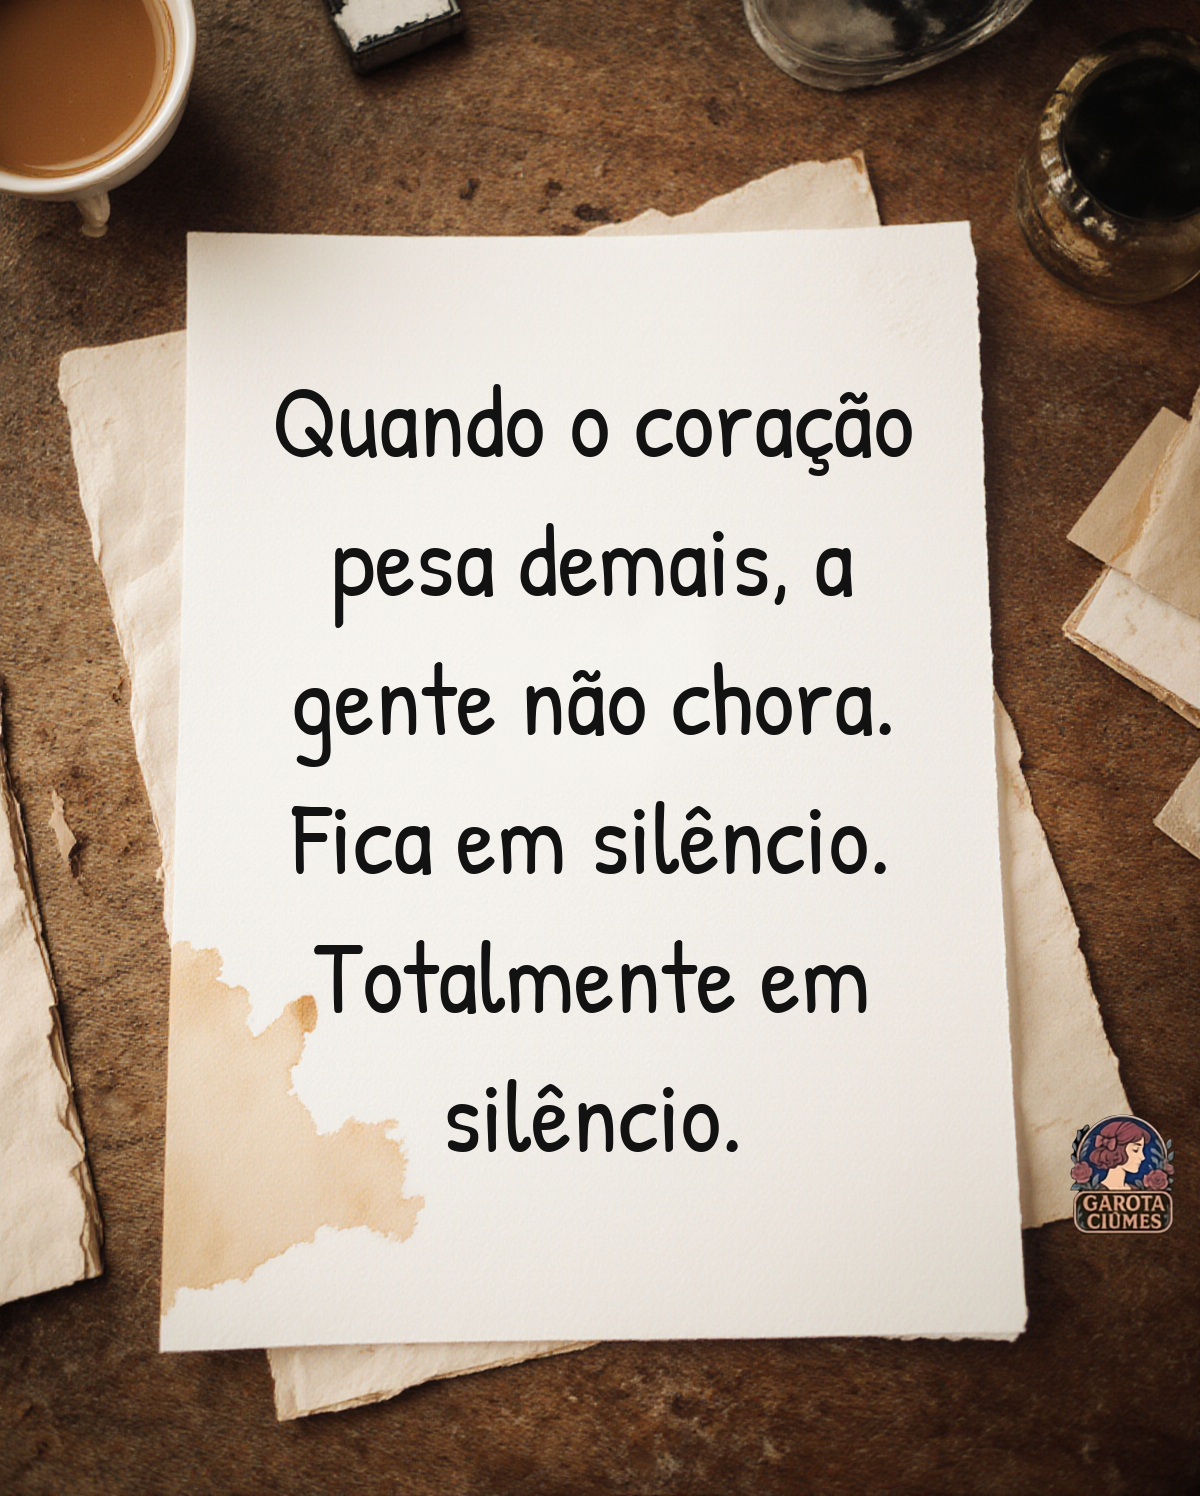 Quando o coração
pesa demais, a
gente não chora.
Fica em silêncio.
Totalmente em
silêncio.
GAROTA
CIÚMES